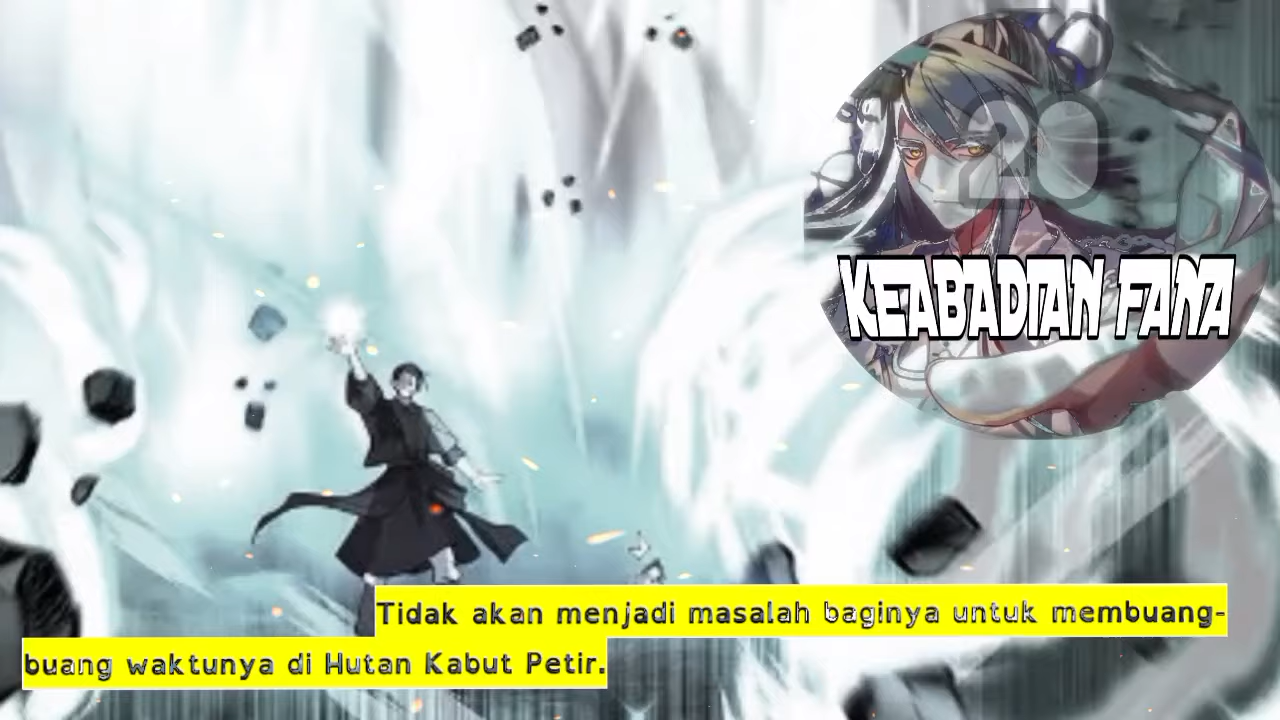 20
KEABADIAN FANA
Tidak akan menjadi masalah baginya untuk membuang-
buang waktunya di Hutan Kabut Petir.